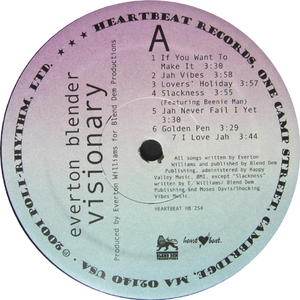 ★ ★ ★ HEARTBEAT RECORDS, ONE CAMP STREET, CAMBRIDGE, MA 02140 USA · ℗©2001 POLI-RHYTHM, LTD.
everton blender
visionary
Produced by Everton Williams for Blend Dem Productions
A
1 If You Want To
Make It 3:30
2 Jah Vibes 3:58
3 Lovers' Holiday 3:57
4 Slackness 3:55
(Featuring Beenie Man)
5 Jah Never Fail I Yet
3:30
6 Golden Pen 3:29
7 I Love Jah 3:44
All songs written by Everton
Williams and published by Blend Dem
Publishing, administered by Happy
Valley Music, BMI, except "Slackness"
written by E. Williams/ Blend Dem
Publishing and Moses Davis/Shocking
Vibes Music.
HEARTBEAT HB 254
BLEND DEM
heart beat.